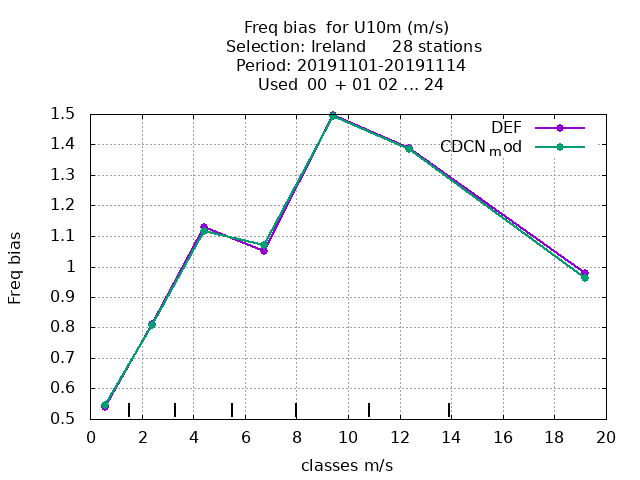 Freq bias  for U10m (m/s)
Selection: Ireland     28 stations
Period: 20191101-20191114
Used  00 + 01 02 ... 24
DEF
CDCNmod
1.5
1.4
1.3
1.2
1.1
1
0.9
0.8
0.7
0.6
0.5
Freq bias
0 2 4 6 8 10 12 14 16 18 20
classes m/s